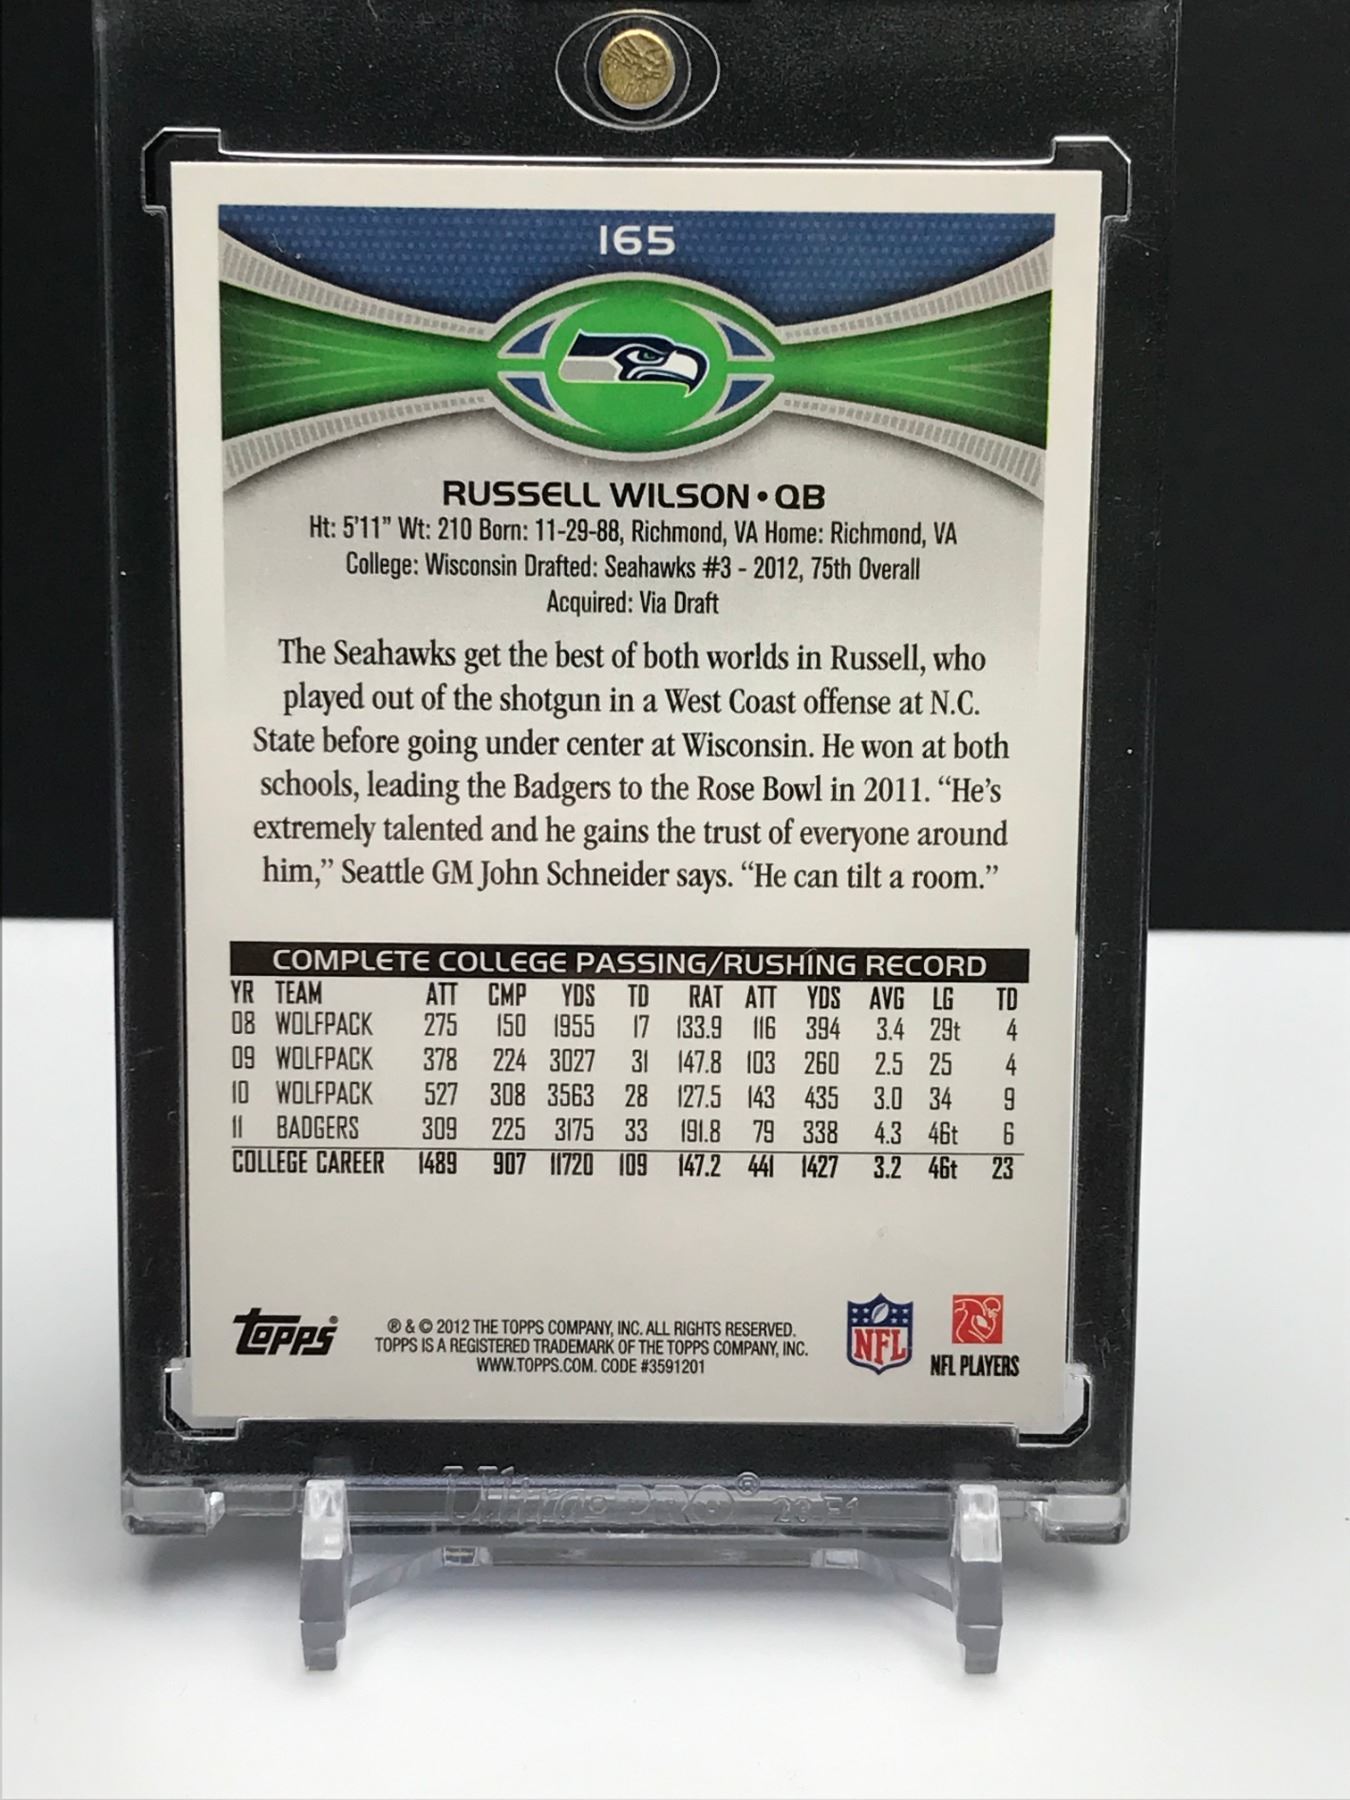 165
RUSSELL WILSON • QB
Ht: 5'11" Wt: 210 Born: 11-29-88, Richmond, VA Home: Richmond, VA
College: Wisconsin Drafted: Seahawks #3 - 2012, 75th Overall
Acquired: Via Draft
The Seahawks get the best of both worlds in Russell, who
played out of the shotgun in a West Coast offense at N.C.
State before going under center at Wisconsin. He won at both
schools, leading the Badgers to the Rose Bowl in 2011. “He’s
extremely talented and he gains the trust of everyone around
him,” Seattle GM John Schneider says. “He can tilt a room.”
COMPLETE COLLEGE PASSING/RUSHING RECORD
YR TEAM ATT CMP YDS TD RAT ATT YDS AVG LG TD
08 WOLFPACK 275 150 1955 17 133.9 116 394 3.4 29t 4
09 WOLFPACK 378 224 3027 31 147.8 103 260 2.5 25 4
10 WOLFPACK 527 308 3563 28 127.5 143 435 3.0 34 9
11 BADGERS 309 225 3175 33 191.8 79 338 4.3 46t 6
COLLEGE CAREER 1489 907 11720 109 147.2 441 1427 3.2 46t 23
topps®
® & © 2012 THE TOPPS COMPANY, INC. ALL RIGHTS RESERVED.
TOPPS IS A REGISTERED TRADEMARK OF THE TOPPS COMPANY, INC.
WWW.TOPPS.COM. CODE #3591201
NFL
NFL PLAYERS
Ultra·PRO®